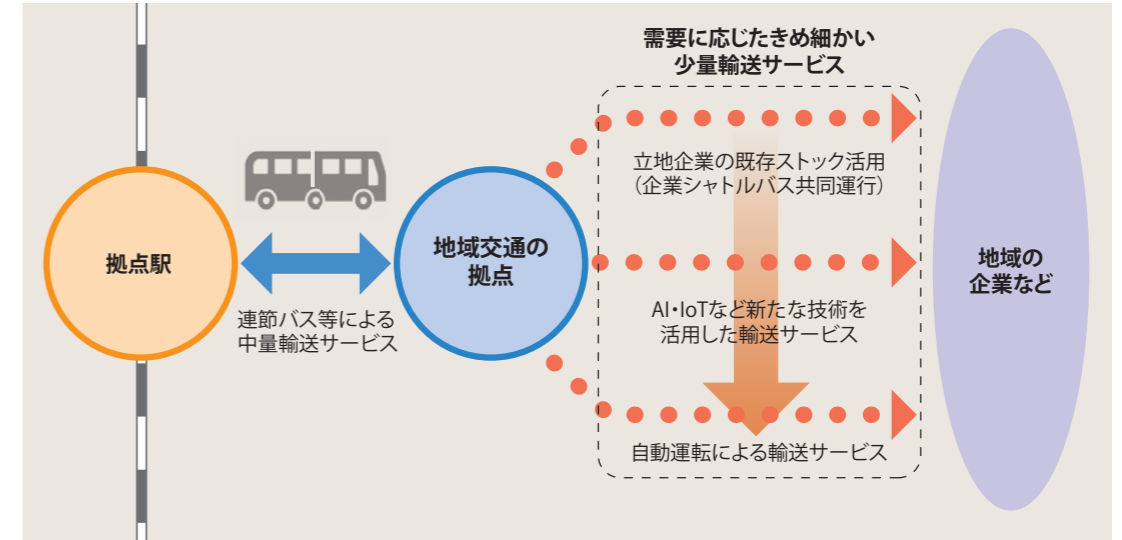 需要に応じたきめ細かい
少量輸送サービス
立地企業の既存ストック活用
（企業シャトルバス共同運行）
拠点駅
地域交通の
拠点
地域の
企業など
連節バス等による
中量輸送サービス
AI・IoTなど新たな技術を
活用した輸送サービス
自動運転による輸送サービス